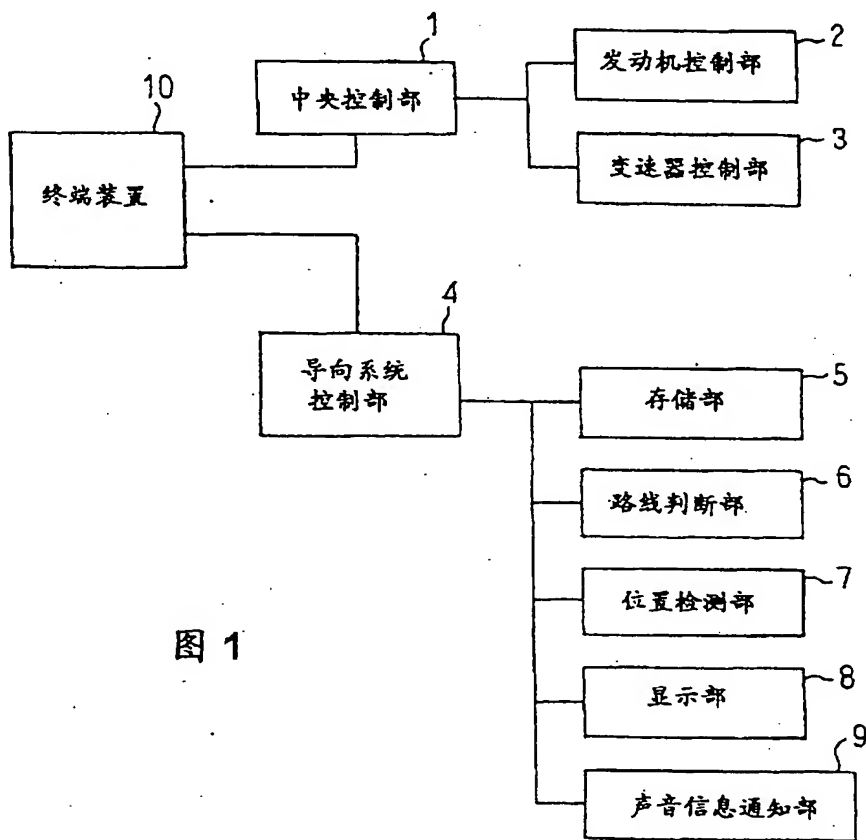 1
中央控制部
2
发动机控制部
3
变速器控制部
10
终端装置
4
导向系统
控制部
5
存储部
6
路线判断部
7
位置检测部
8
显示部
9
声音信息通知部
图 1